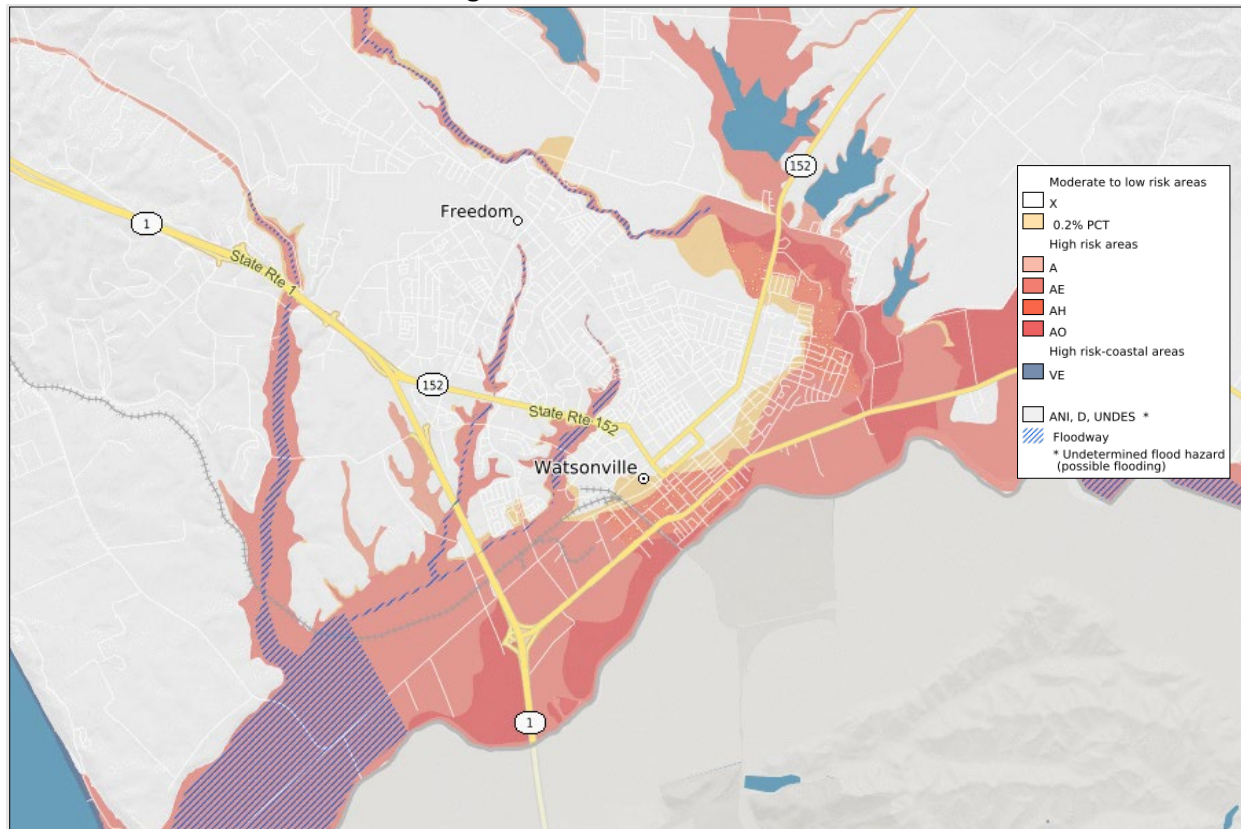 152
Freedom
1
State Rte 1
152
State Rte 152
Watsonville
1
Moderate to low risk areas
X
0.2% PCT
High risk areas
A
AE
AH
AO
High risk-coastal areas
VE
ANI, D, UNDES *
Floodway
* Undetermined flood hazard
(possible flooding)